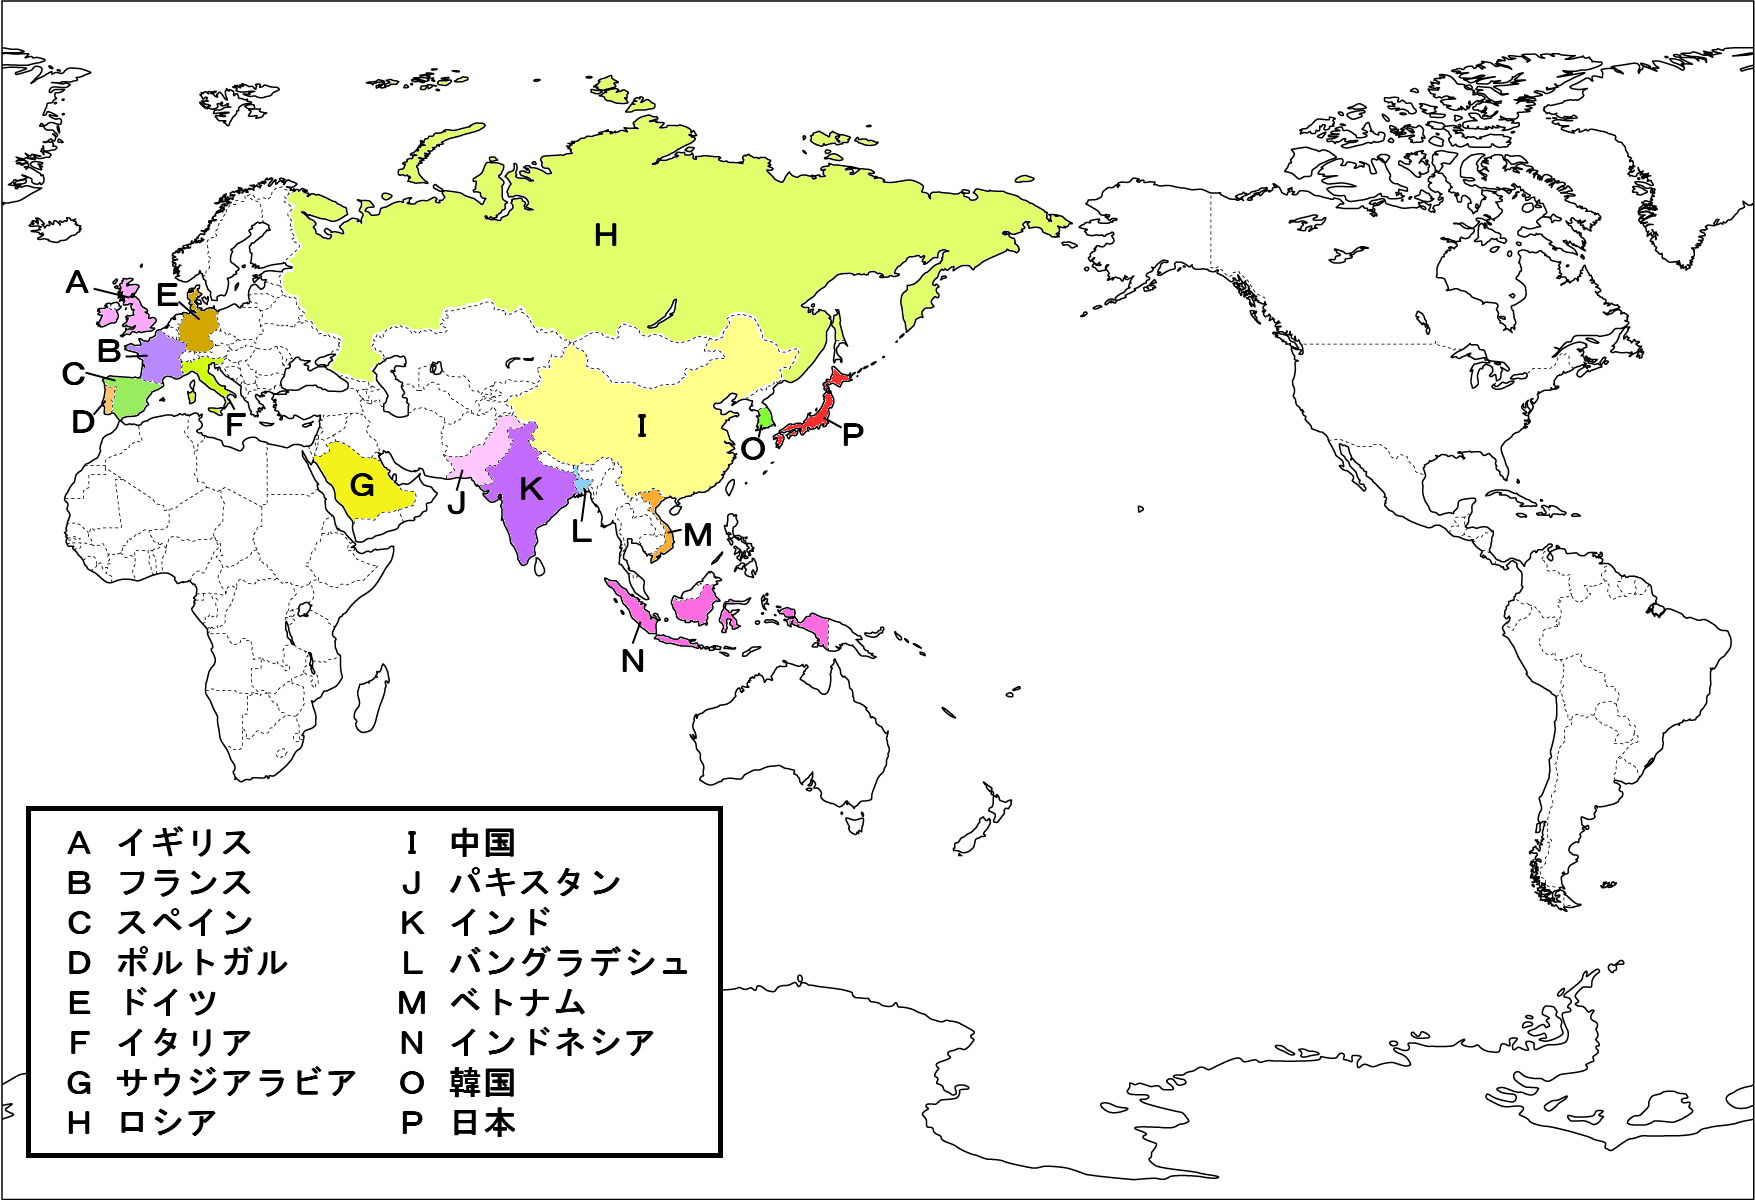 H
A
E
B
C
D
F
I
O
P
G
K
J
L
M
N
A イギリス
B フランス
C スペイン
D ポルトガル
E ドイツ
F イタリア
G サウジアラビア
H ロシア
I 中国
J パキスタン
K インド
L バングラデシュ
M ベトナム
N インドネシア
O 韓国
P 日本